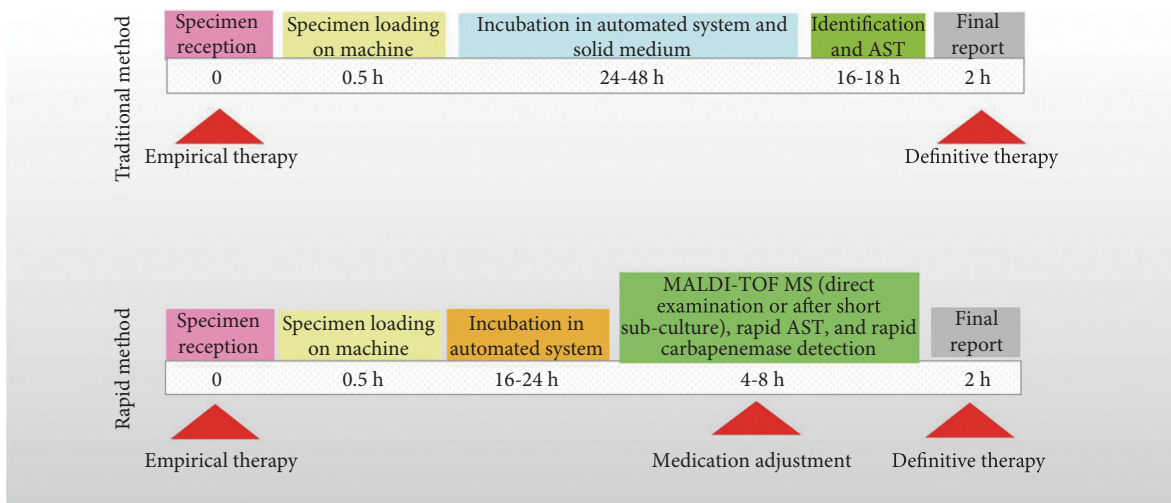 Traditional method
Specimen
reception
Specimen loading
on machine
Incubation in automated system and
solid medium
Identification
and AST
Final
report
0
0.5 h
24-48 h
16-18 h
2 h
Empirical therapy
Definitive therapy
Rapid method
Specimen
reception
Specimen loading
on machine
Incubation in
automated system
MALDI-TOF MS (direct
examination or after short
sub-culture), rapid AST, and rapid
carbapenemase detection
Final
report
0
0.5 h
16-24 h
4-8 h
2 h
Empirical therapy
Medication adjustment
Definitive therapy